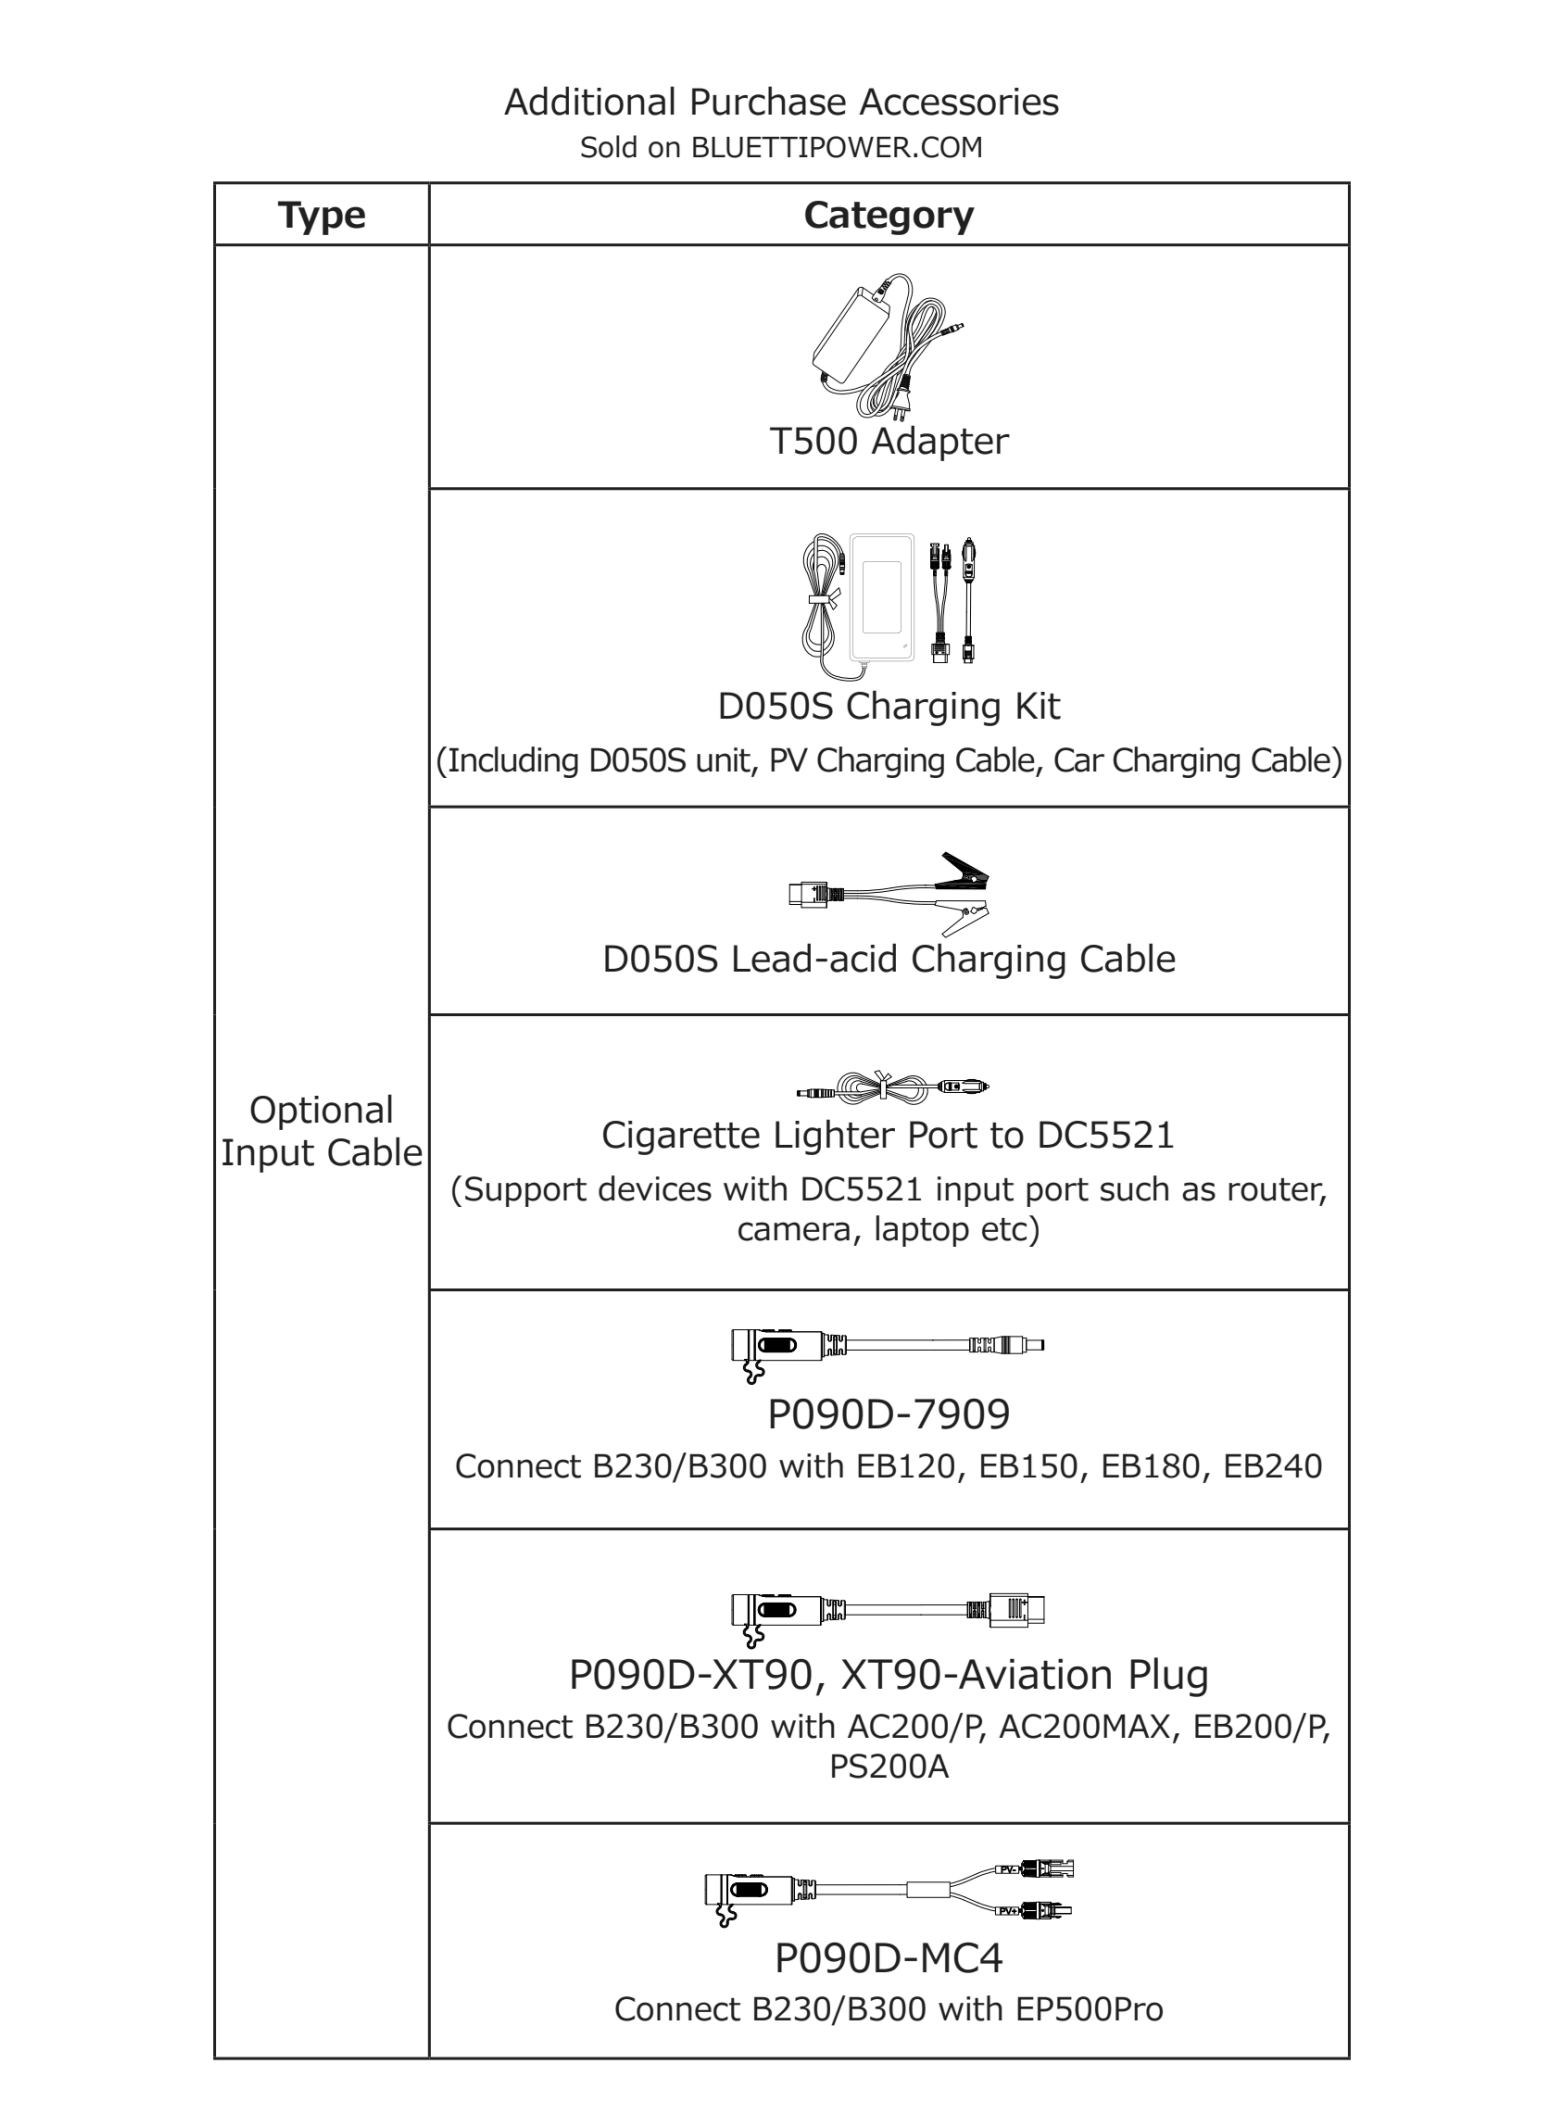 Additional Purchase Accessories
Sold on BLUETTIPOWER.COM
Type
Category
Optional
Input Cable
T500 Adapter
D050S Charging Kit
(Including D050S unit, PV Charging Cable, Car Charging Cable)
D050S Lead-acid Charging Cable
Cigarette Lighter Port to DC5521
(Support devices with DC5521 input port such as router,
camera, laptop etc)
P090D-7909
Connect B230/B300 with EB120, EB150, EB180, EB240
P090D-XT90, XT90-Aviation Plug
Connect B230/B300 with AC200/P, AC200MAX, EB200/P,
PS200A
PV-
PV+
P090D-MC4
Connect B230/B300 with EP500Pro